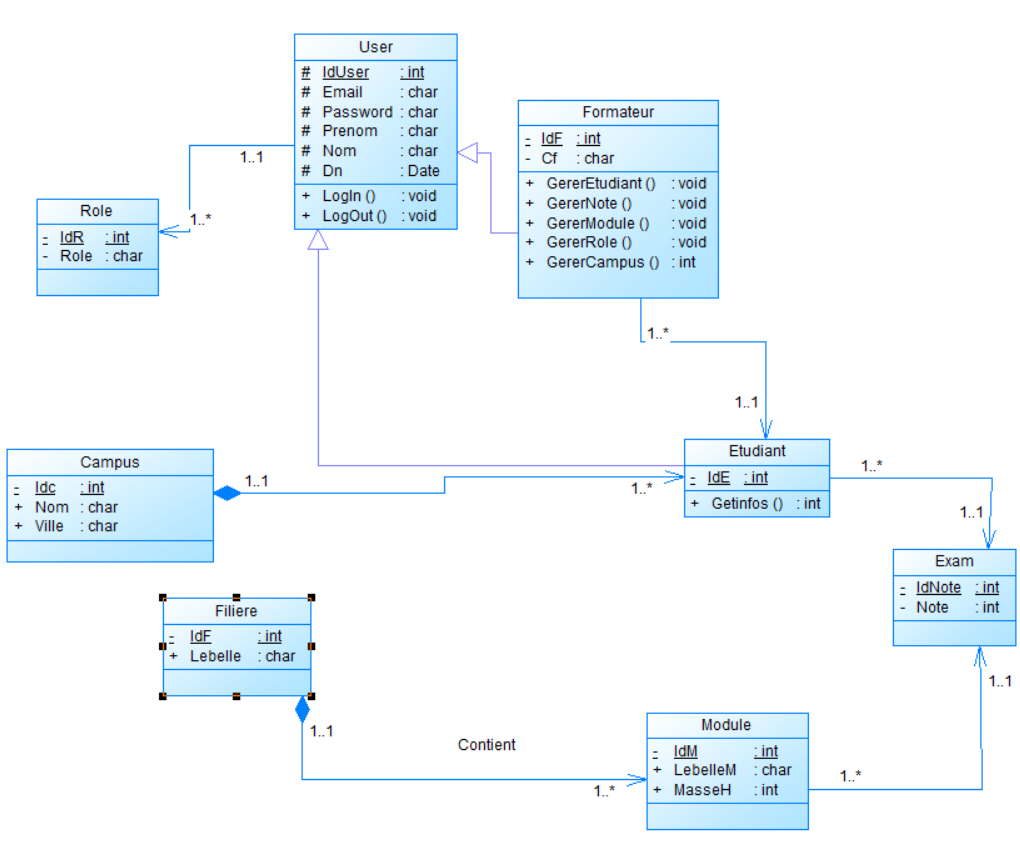 User
# IdUser : int
# Email : char
# Password : char
# Prenom : char
# Nom : char
# Dn : Date
+ LogIn () : void
+ LogOut () : void
Formateur
- IdF : int
- Cf : char
+ GererEtudiant () : void
+ GererNote () : void
+ GererModule () : void
+ GererRole () : void
+ GererCampus () : int
1..1
1..*
Role
- IdR : int
- Role : char
1..*
1..1
Etudiant
- IdE : int
+ Getinfos () : int
Campus
- Idc : int
+ Nom : char
+ Ville : char
1..1
1..*
1..*
1..1
Exam
- IdNote : int
- Note : int
Filiere
- IdF : int
+ Lebelle : char
1..1
Contient
1..*
Module
- IdM : int
+ LebelleM : char
+ MasseH : int
1..*
1..1